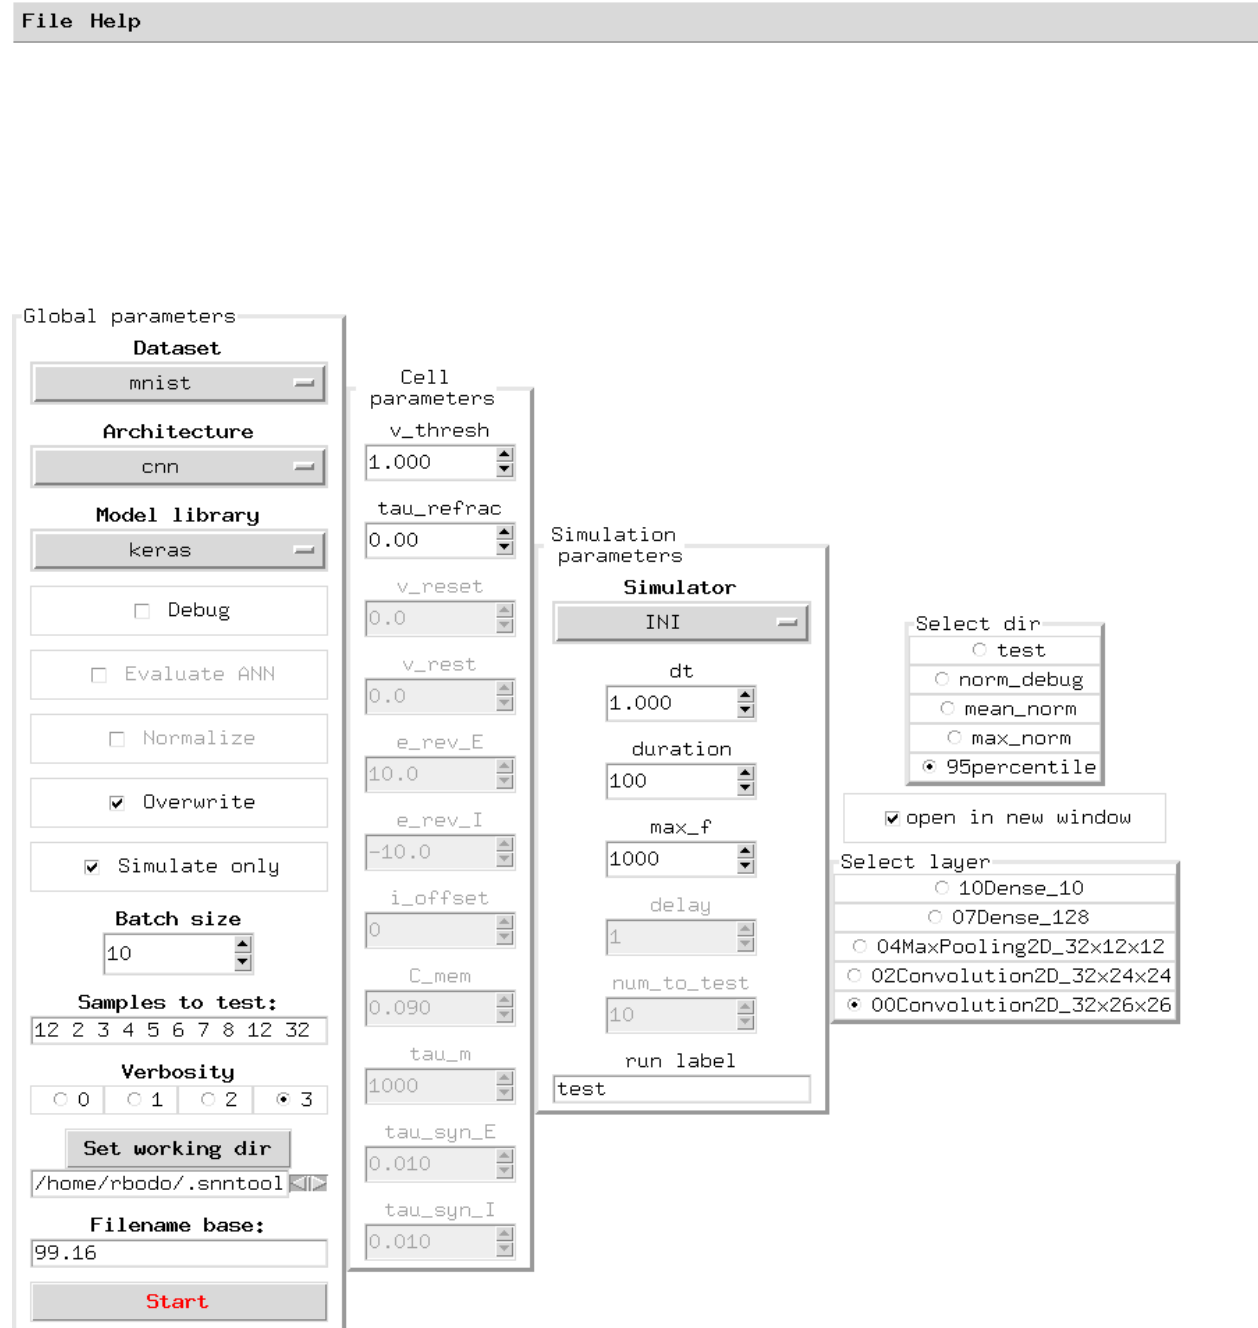 File Help
Global parameters
Dataset
mnist
Architecture
cnn
Model library
keras
Debug
Evaluate ANN
Normalize
Overwrite
Simulate only
Batch size
10
Samples to test:
12 2 3 4 5 6 7 8 12 32
Verbosity
0 1 2 3
Set working dir
/home/rbodo/.snntool
Filename base:
99.16
Start
Cell
parameters
v_thresh
1.000
tau_refrac
0.00
v_reset
0.0
v_rest
0.0
e_rev_E
10.0
e_rev_I
-10.0
i_offset
0
C_mem
0.090
tau_m
1000
tau_syn_E
0.010
tau_syn_I
0.010
Simulation
parameters
Simulator
INI
dt
1.000
duration
100
max_f
1000
delay
1
num_to_test
10
run label
test
Select dir
test
norm_debug
mean_norm
max_norm
95percentile
open in new window
Select layer
10Dense_10
07Dense_128
04MaxPooling2D_32x12x12
02Convolution2D_32x24x24
00Convolution2D_32x26x26